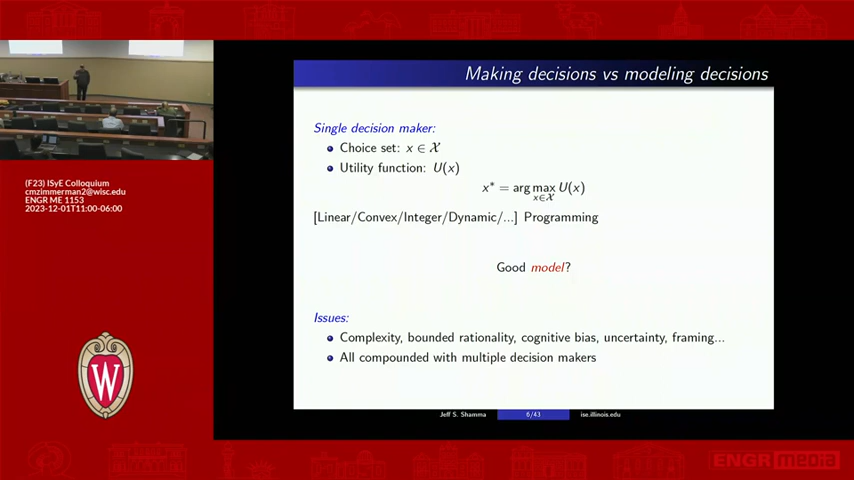 Making decisions vs modeling decisions
Single decision maker:
Choice set: x ∈ 𝒳
Utility function: U(x)
x* = arg max U(x)
x∈𝒳
[Linear/Convex/Integer/Dynamic/...] Programming
Good model?
Issues:
Complexity, bounded rationality, cognitive bias, uncertainty, framing...
All compounded with multiple decision makers
Jeff S. Shamma
6/43
ise.illinois.edu
(F23) ISyE Colloquium
cmzimmerman2@wisc.edu
ENGR ME 1153
2023-12-01T11:00-06:00
W
ENGR media